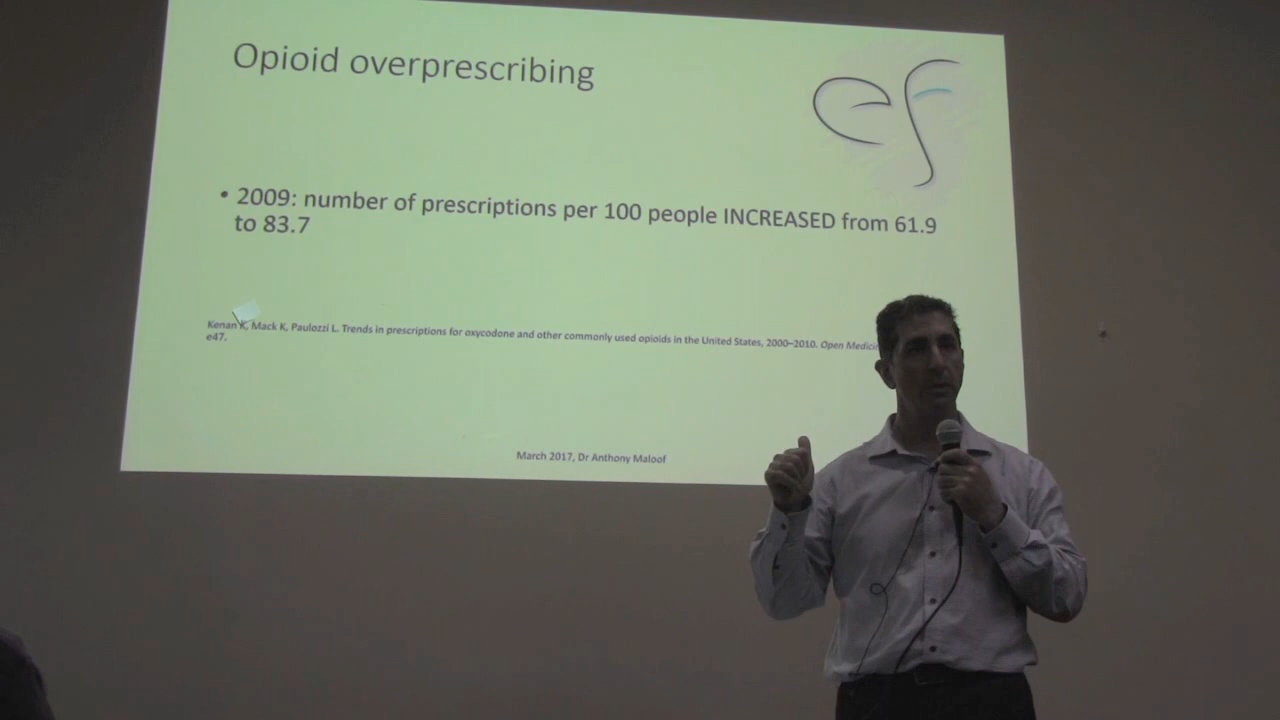 Opioid overprescribing
ef
• 2009: number of prescriptions per 100 people INCREASED from 61.9
to 83.7
Kenan K, Mack K, Paulozzi L. Trends in prescriptions for oxycodone and other commonly used opioids in the United States, 2000–2010. Open Medicin
e47.
March 2017, Dr Anthony Maloof